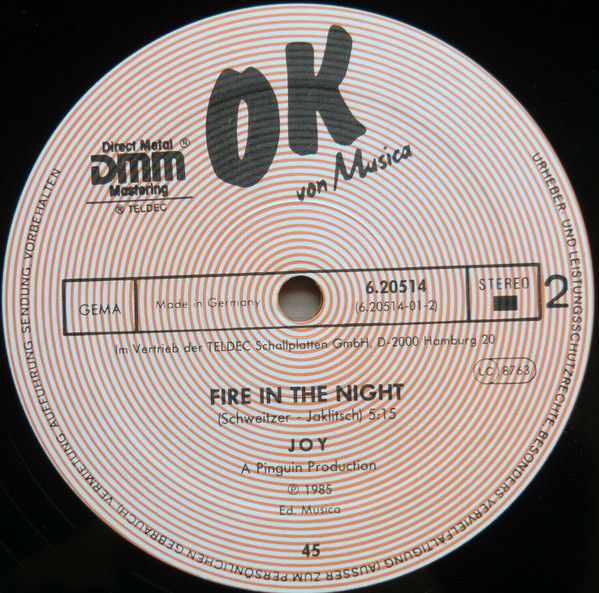 OK
von Musica
Direct Metal ®
DMM
Mastering
® TELDEC
GEMA
Made in Germany
6.20514
(6.20514-01-2)
STEREO
2
Im Vertrieb der TELDEC Schallplatten GmbH, D-2000 Hamburg 20
LC 8763
FIRE IN THE NIGHT
(Schweitzer - Jaklitsch) 5:15
JOY
A Pinguin Production
℗ 1985
Ed. Musica
45
URHEBER- UND LEISTUNGSSCHUTZRECHTE BESONDERS VERVIELFÄLTIGUNG (AUSSER ZUM PERSÖNLICHEN GEBRAUCH), VERMIETUNG, AUFFÜHRUNG, SENDUNG VORBEHALTEN